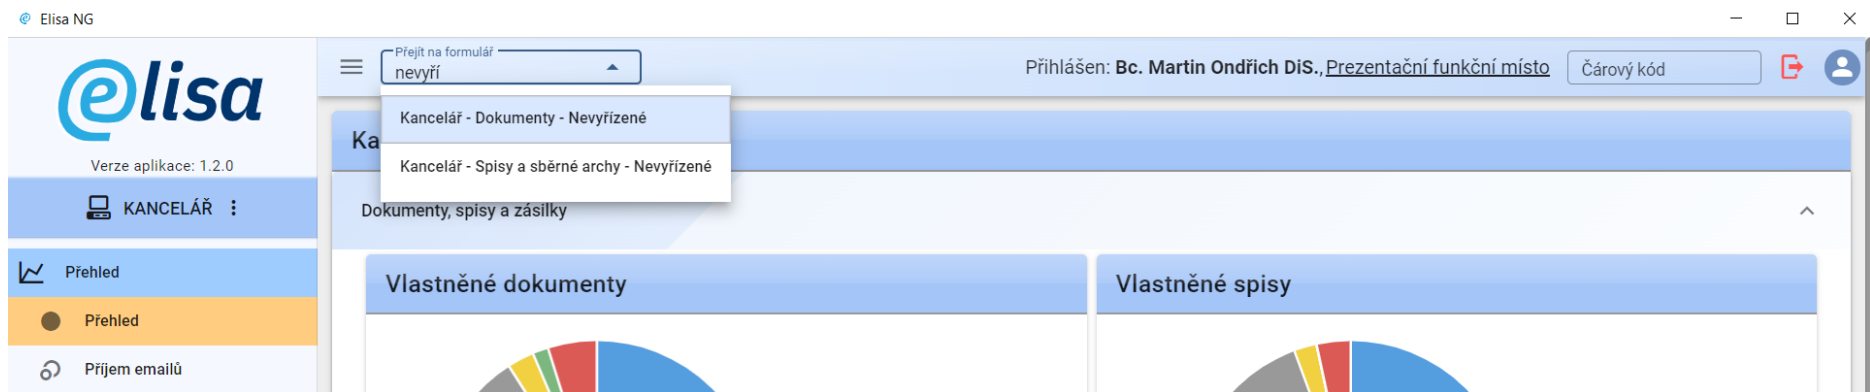 Elisa NG
elisa
Verze aplikace: 1.2.0
KANCELÁŘ
Přehled
Přehled
Příjem emailů
Přejít na formulář
nevyří
Kancelář - Dokumenty - Nevyřízené
Kancelář - Spisy a sběrné archy - Nevyřízené
Přihlášen: Bc. Martin Ondřich DiS., Prezentační funkční místo
Čárový kód
Ka
Dokumenty, spisy a zásilky
Vlastněné dokumenty
Vlastněné spisy